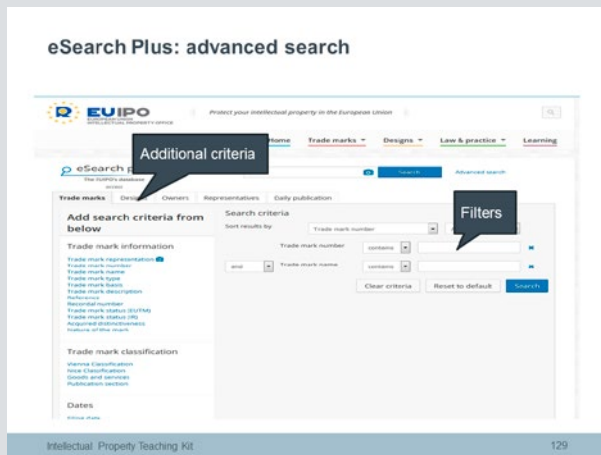 eSearch Plus: advanced search
EUIPO
EUROPEAN UNION
INTELLECTUAL PROPERTY OFFICE
Protect your intellectual property in the European Union
Home Trade marks Designs Law & practice Learning
Additional criteria
eSearch
The EUIPO's database
access
Search
Advanced search
Trade marks Owners Representatives Daily publication
Add search criteria from
below
Search criteria
Filters
Sort results by
Trade mark number
Trade mark number
contains
and
Trade mark name
contains
Clear criteria Reset to default Search
Trade mark information
Trade mark representation
Trade mark number
Trade mark name
Trade mark type
Trade mark basis
Trade mark description
Reference
Recordal number
Trade mark status (EUTM)
Trade mark status (IR)
Acquired distinctiveness
Nature of the mark
Trade mark classification
Vienna Classification
Nice Classification
Goods and services
Publication section
Dates
Filing date
Intellectual Property Teaching Kit
129